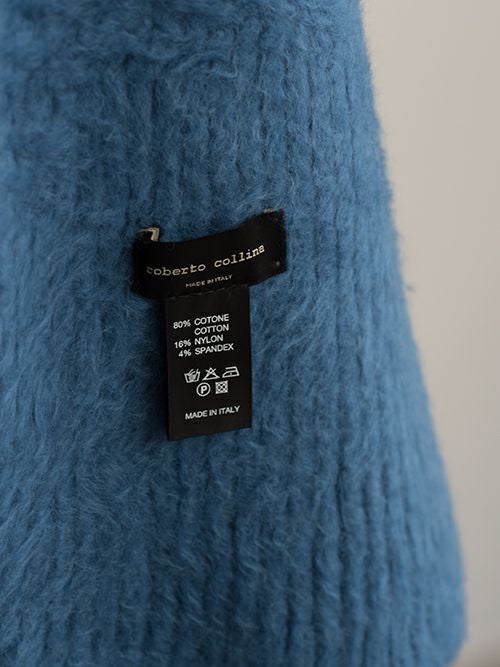 roberto collina
MADE IN ITALY
80% COTONE
COTTON
16% NYLON
4% SPANDEX
P
MADE IN ITALY